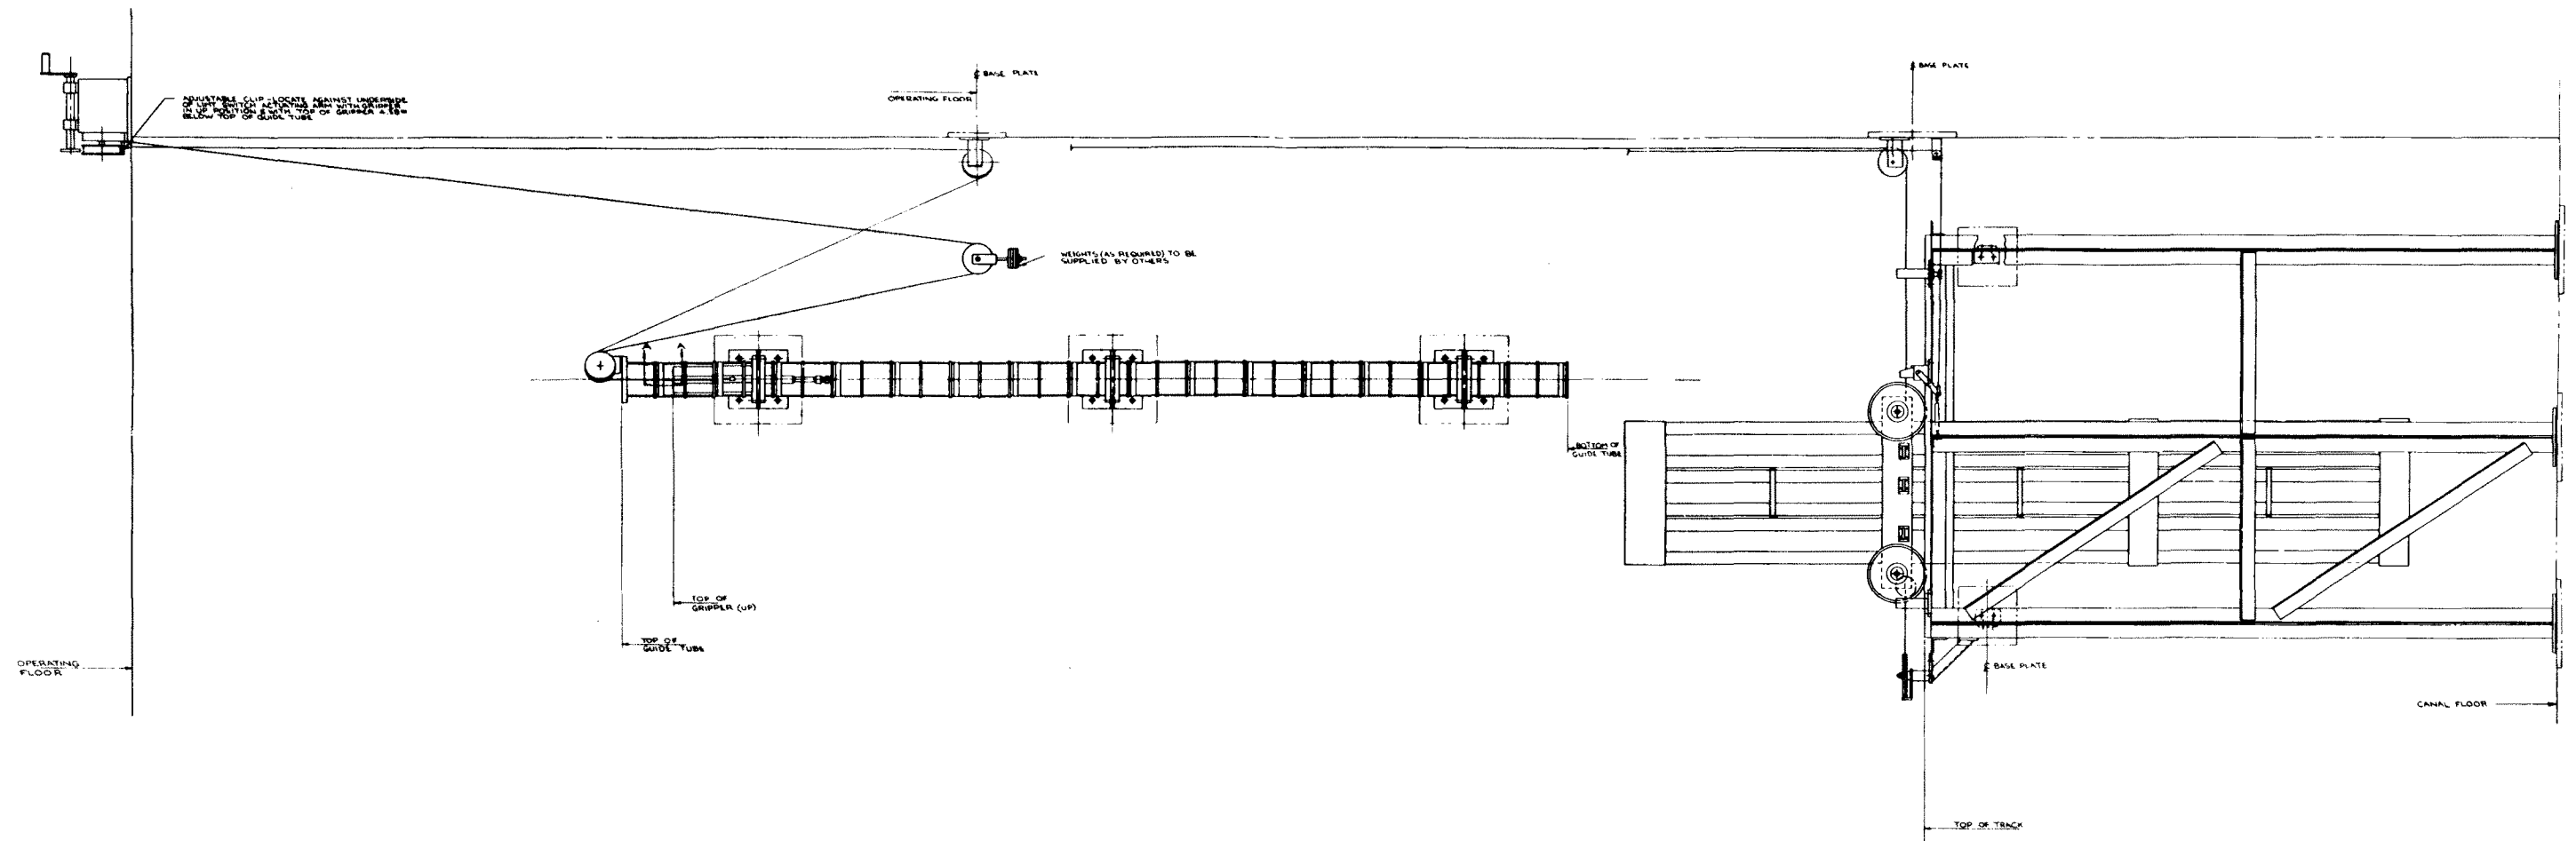 ADJUSTABLE CLIP - LOCATE AGAINST UNDERSIDE
OF LIMIT SWITCH ACTUATING ARM WITH GRIPPER
IN UP POSITION & WITH TOP OF GRIPPER
BELOW TOP OF GUIDE TUBE
℄ BASE PLATE
OPERATING FLOOR
℄ BASE PLATE
WEIGHTS (AS REQUIRED) TO BE
SUPPLIED BY OTHERS
BOTTOM OF
GUIDE TUBE
TOP OF
GRIPPER (UP)
TOP OF
GUIDE TUBE
OPERATING
FLOOR
℄ BASE PLATE
CANAL FLOOR
TOP OF TRACK